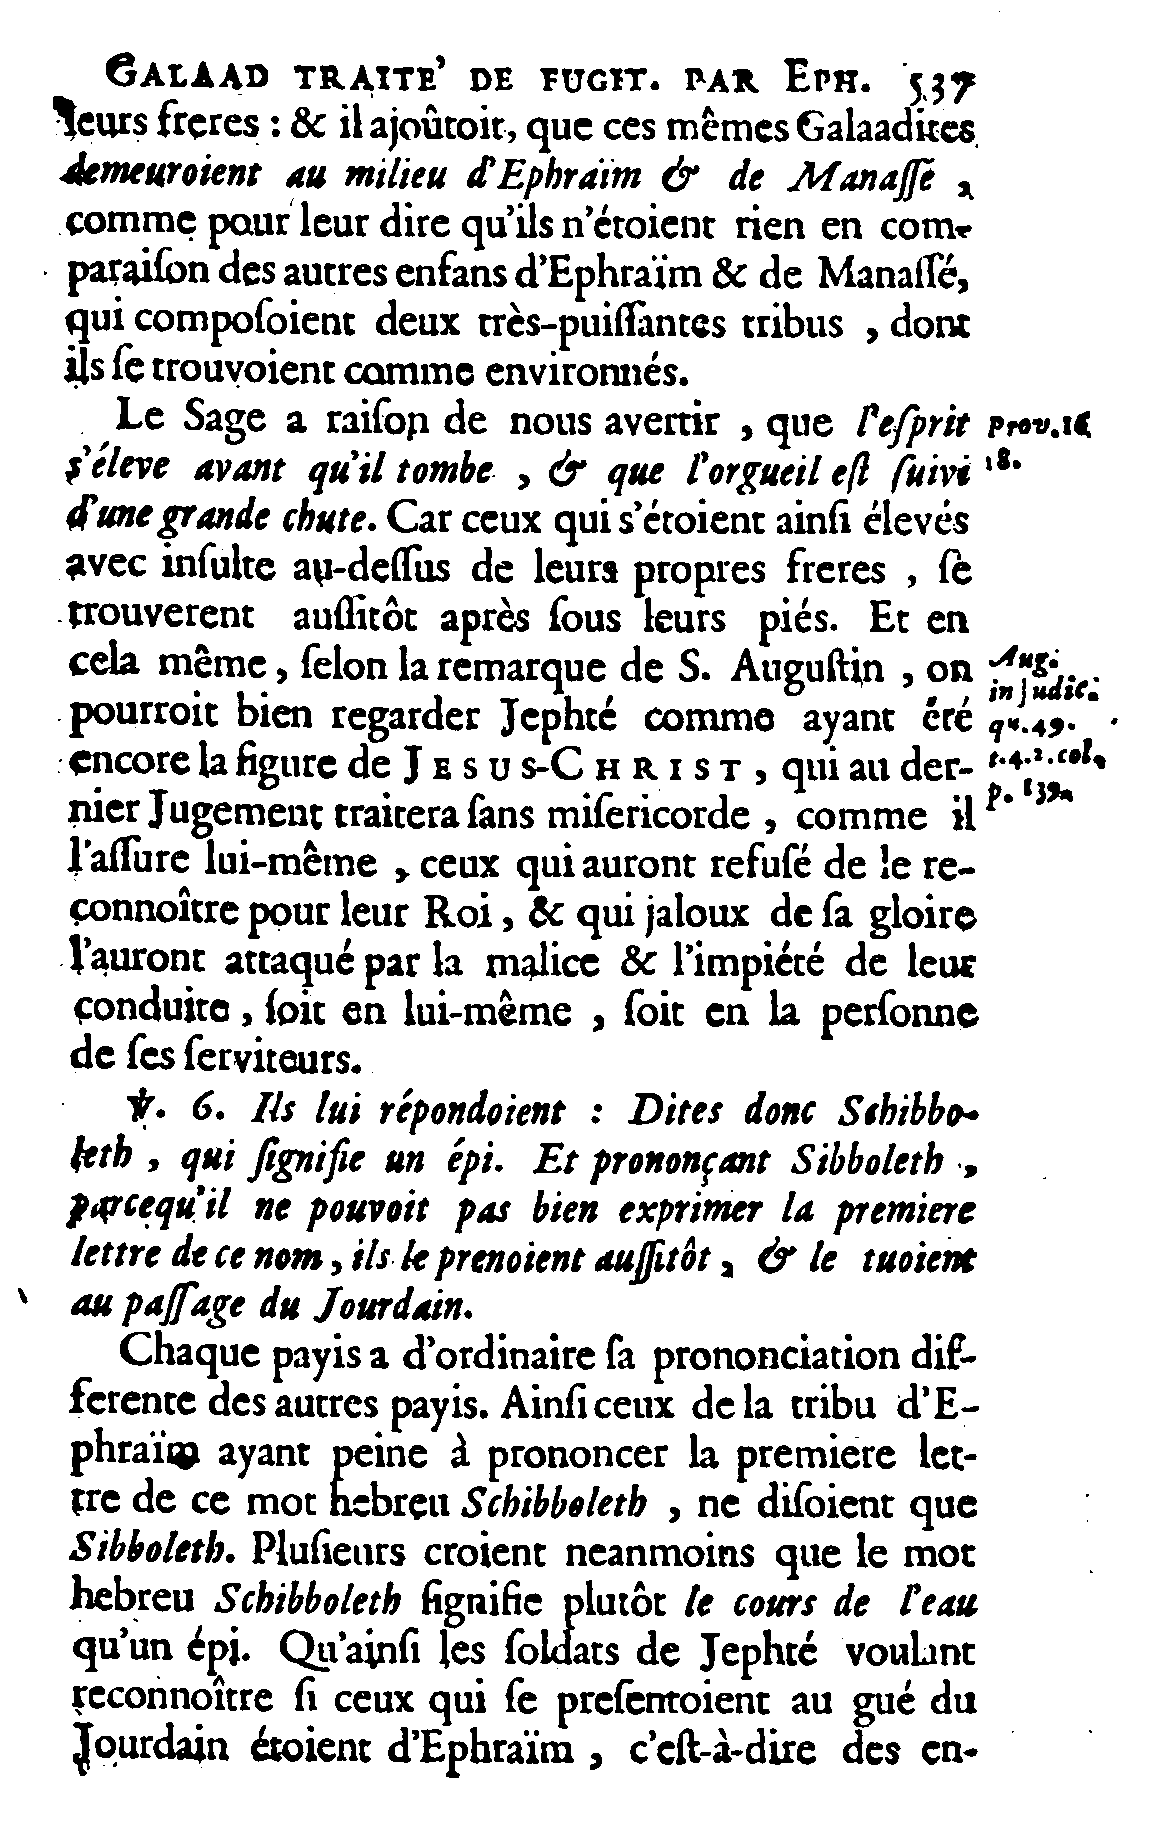 GALAAD TRAITE' DE FUGIT. PAR EPH. 537
leurs freres : & il ajoûtoit, que ces mêmes Galaadites
demeuroient au milieu d'Ephraim & de Manaſſé,
comme pour leur dire qu'ils n'étoient rien en com-
paraiſon des autres enfans d'Ephraïm & de Manaſſé,
qui compoſoient deux très-puiſſantes tribus , dont
ils ſe trouvoient comme environnés.
Le Sage a raiſon de nous avertir , que l'eſprit
s'éleve avant qu'il tombe , & que l'orgueil eſt ſuivi
d'une grande chute. Car ceux qui s'étoient ainſi élevés
avec inſulte au-deſſus de leurs propres freres , ſe
trouverent auſſitôt après ſous leurs piés. Et en
cela même , ſelon la remarque de S. Auguſtin , on
pourroit bien regarder Jephté comme ayant été
encore la figure de JESUS-CHRIST , qui au der-
nier Jugement traitera ſans miſericorde , comme il
l'aſſure lui-même , ceux qui auront refuſé de le re-
connoître pour leur Roi , & qui jaloux de ſa gloire
l'auront attaqué par la malice & l'impiété de leur
conduite , ſoit en lui-même , ſoit en la perſonne
de ſes ſerviteurs.
℣. 6. Ils lui répondoient : Dites donc Schibbo-
leth , qui ſignifie un épi. Et prononçant Sibboleth ,
parcequ'il ne pouvoit pas bien exprimer la premiere
lettre de ce nom , ils le prenoient auſſitôt , & le tuoient
au paſſage du Jourdain.
Chaque payis a d'ordinaire ſa prononciation dif-
ferente des autres payis. Ainſi ceux de la tribu d'E-
phraïm ayant peine à prononcer la premiere let-
tre de ce mot hebreu Schibboleth , ne diſoient que
Sibboleth. Pluſieurs croient neanmoins que le mot
hebreu Schibboleth ſignifie plutôt le cours de l'eau
qu'un épi. Qu'ainſi les ſoldats de Jephté voulant
reconnoître ſi ceux qui ſe preſentoient au gué du
Jourdain étoient d'Ephraïm , c'eſt-à-dire des en-
Prov. 16
18.
Aug.
in Judic.
qu. 49.
t. 4. 2. col.
p. 139.